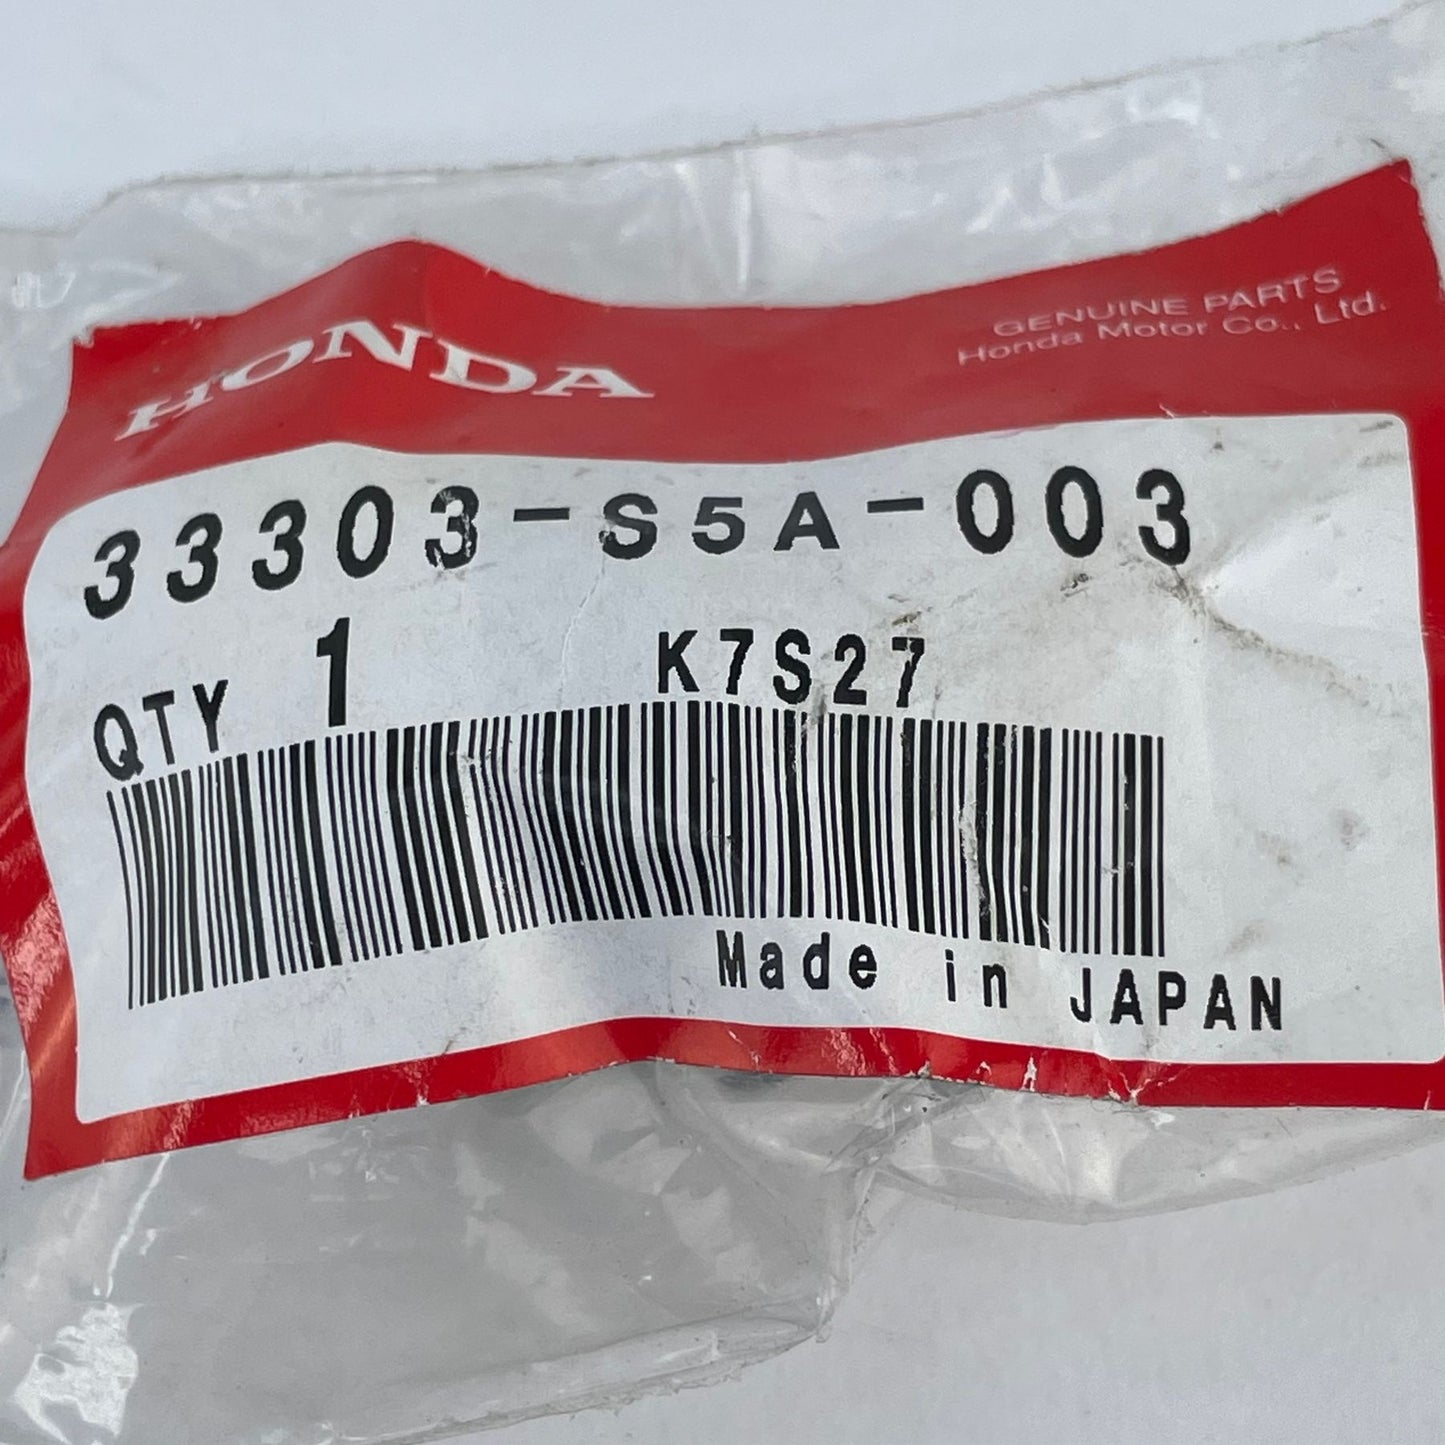 HONDA
GENUINE PARTS
Honda Motor Co., Ltd.
33303-S5A-003
QTY 1 K7S27
Made in JAPAN